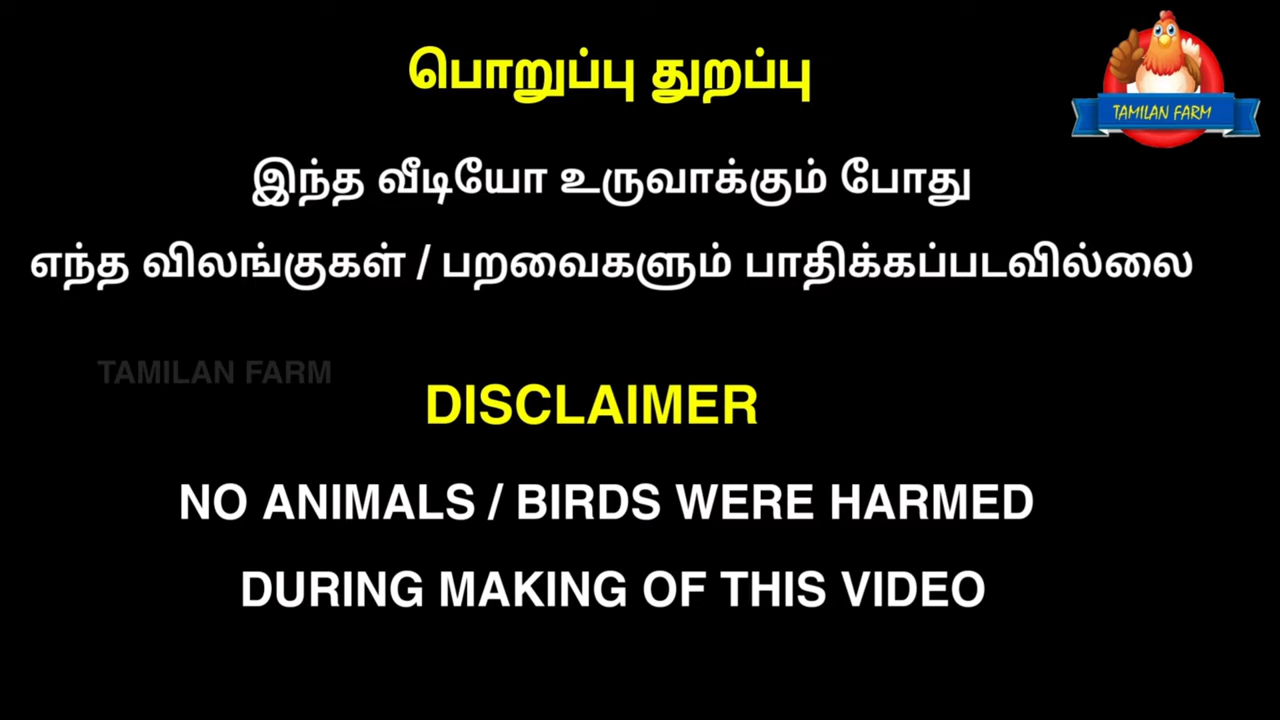 பொறுப்பு துறப்பு
TAMILAN FARM
இந்த வீடியோ உருவாக்கும் போது
எந்த விலங்குகள் / பறவைகளும் பாதிக்கப்படவில்லை
TAMILAN FARM
DISCLAIMER
NO ANIMALS / BIRDS WERE HARMED
DURING MAKING OF THIS VIDEO